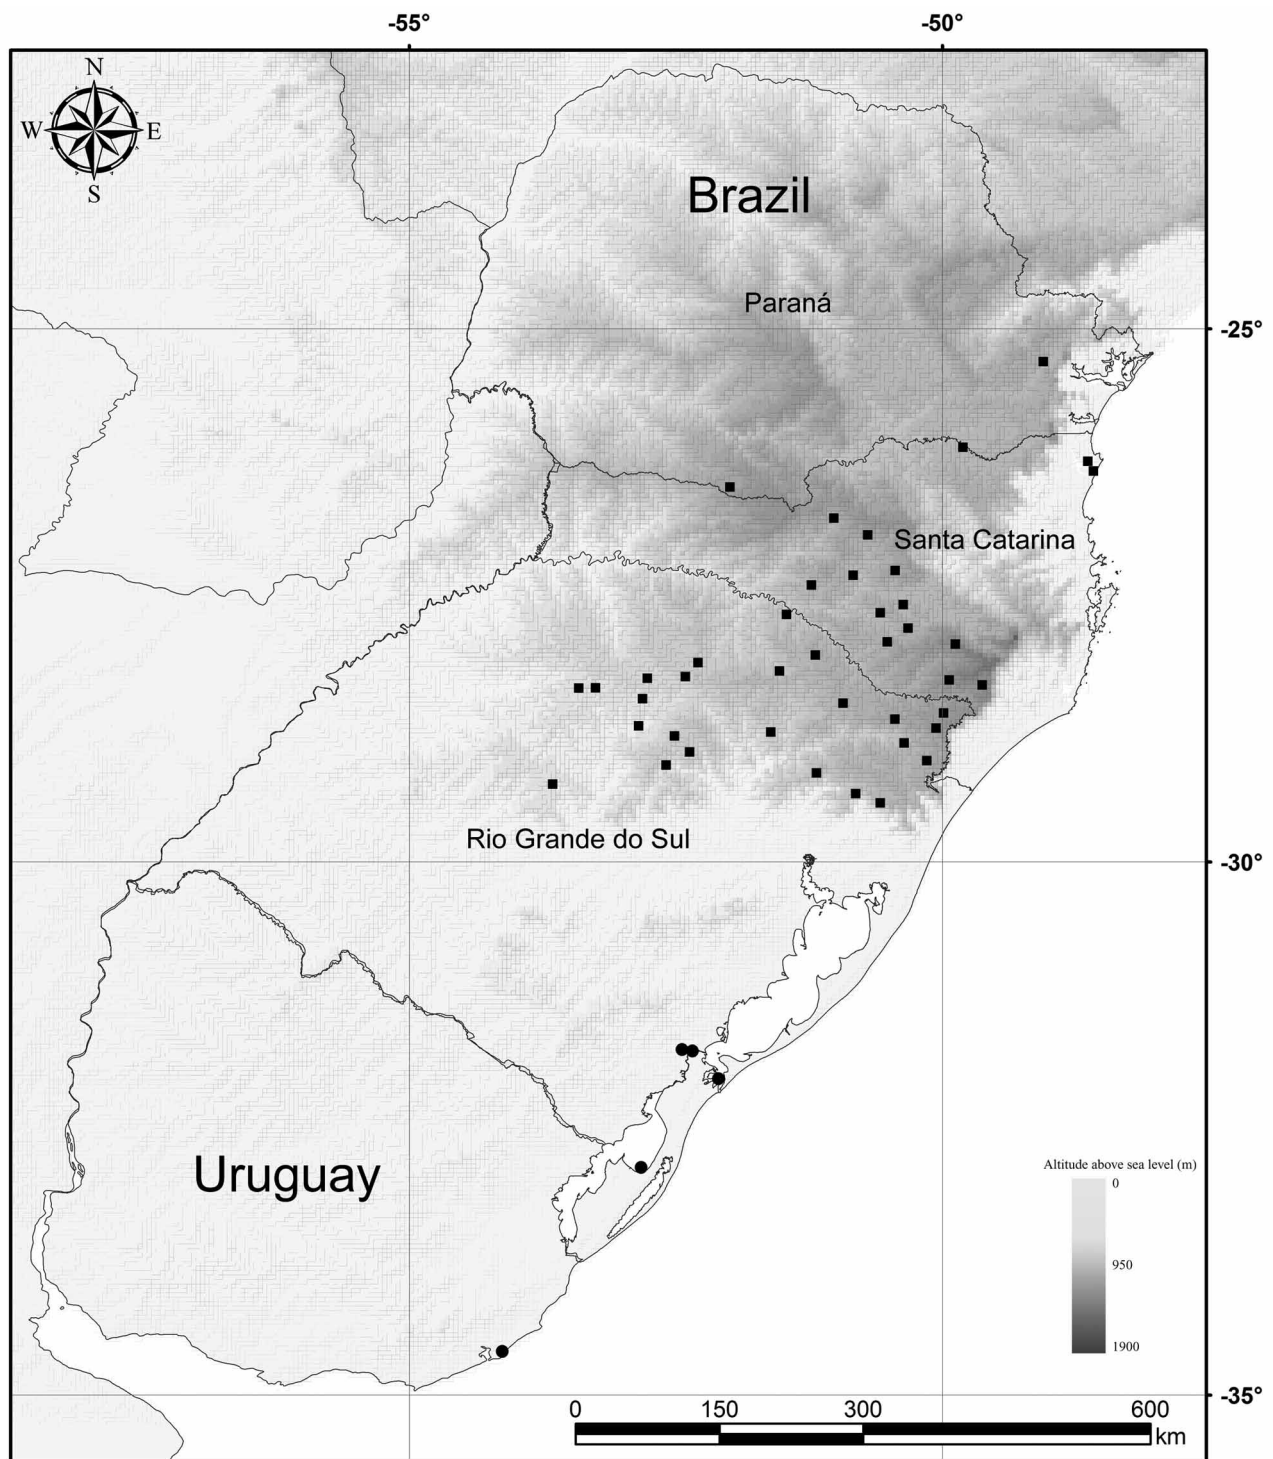 -55° -50°
N
W E
S
Brazil
Paraná
-25°
Santa Catarina
Rio Grande do Sul
-30°
Uruguay
Altitude above sea level (m)
0
950
1900
-35°
0 150 300 600
km